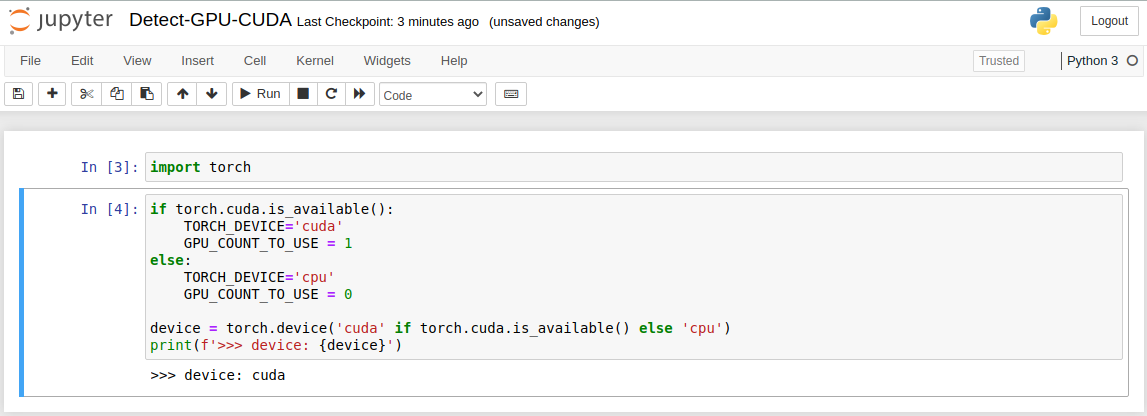 jupyter Detect-GPU-CUDA Last Checkpoint: 3 minutes ago (unsaved changes) Logout
File Edit View Insert Cell Kernel Widgets Help Trusted Python 3
Run Code
In [3]: import torch
In [4]: if torch.cuda.is_available():
    TORCH_DEVICE='cuda'
    GPU_COUNT_TO_USE = 1
else:
    TORCH_DEVICE='cpu'
    GPU_COUNT_TO_USE = 0
device = torch.device('cuda' if torch.cuda.is_available() else 'cpu')
print(f'>>> device: {device}')
>>> device: cuda